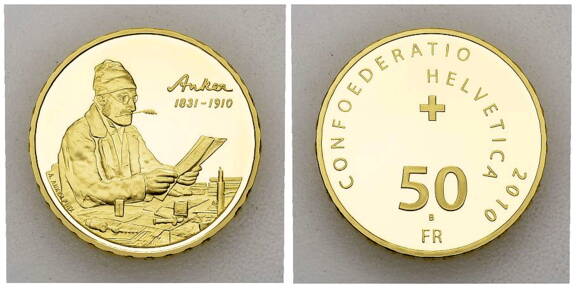 Anker
1831-1910
CONFOEDERATIO
HELVETICA 2010
50
B
FR